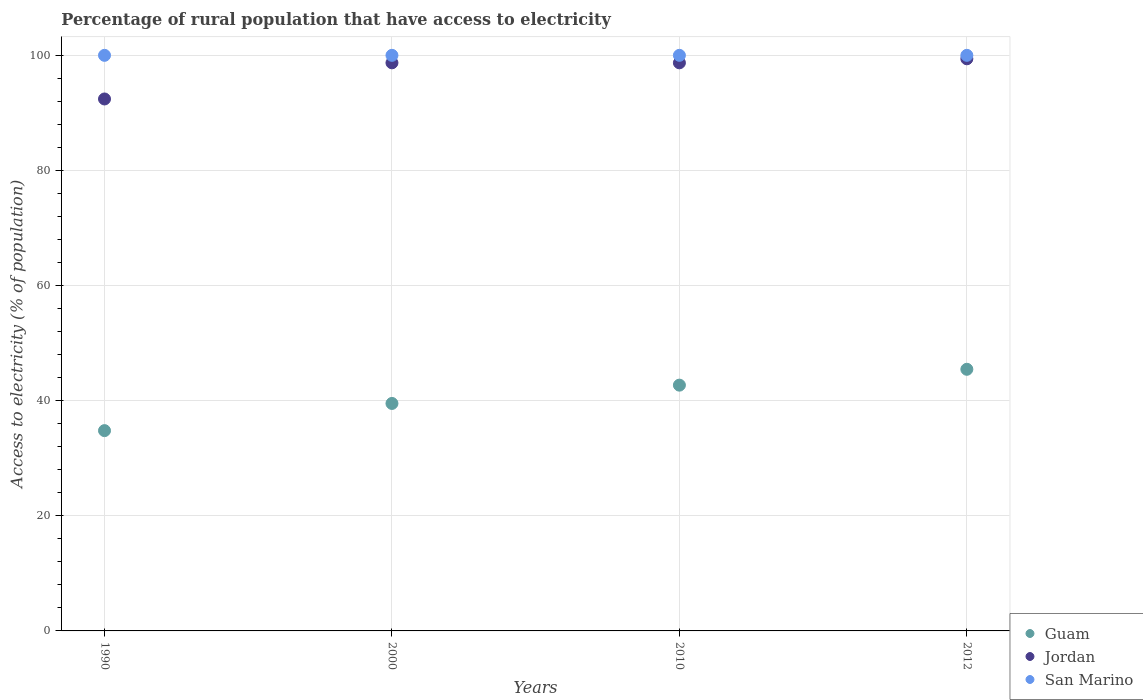 Percentage of rural population that have access to electricity
Access to electricity (% of population)
100
80
60
40
20
0
1990
2000
2010
2012
Years
Guam
Jordan
San Marino